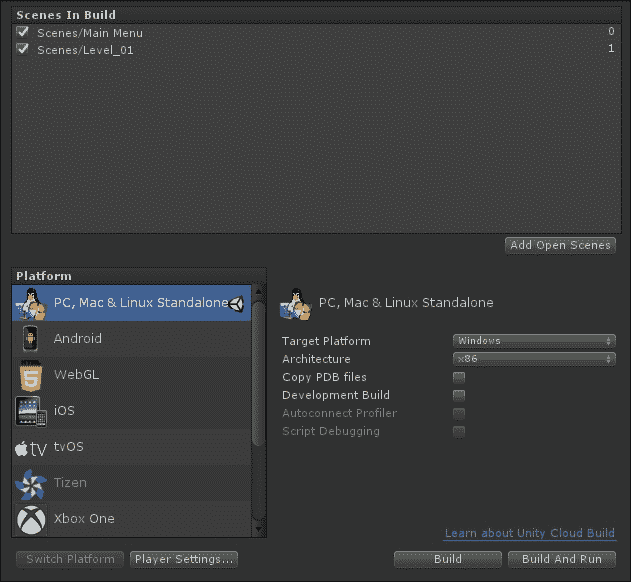 Scenes In Build
Scenes/Main Menu 0
Scenes/Level_01 1
Add Open Scenes
Platform
PC, Mac & Linux Standalone
Android
WebGL
iOS
tv tvOS
Tizen
Xbox One
PC, Mac & Linux Standalone
Target Platform Windows
Architecture x86
Copy PDB files
Development Build
Autoconnect Profiler
Script Debugging
Learn about Unity Cloud Build
Switch Platform Player Settings... Build Build And Run